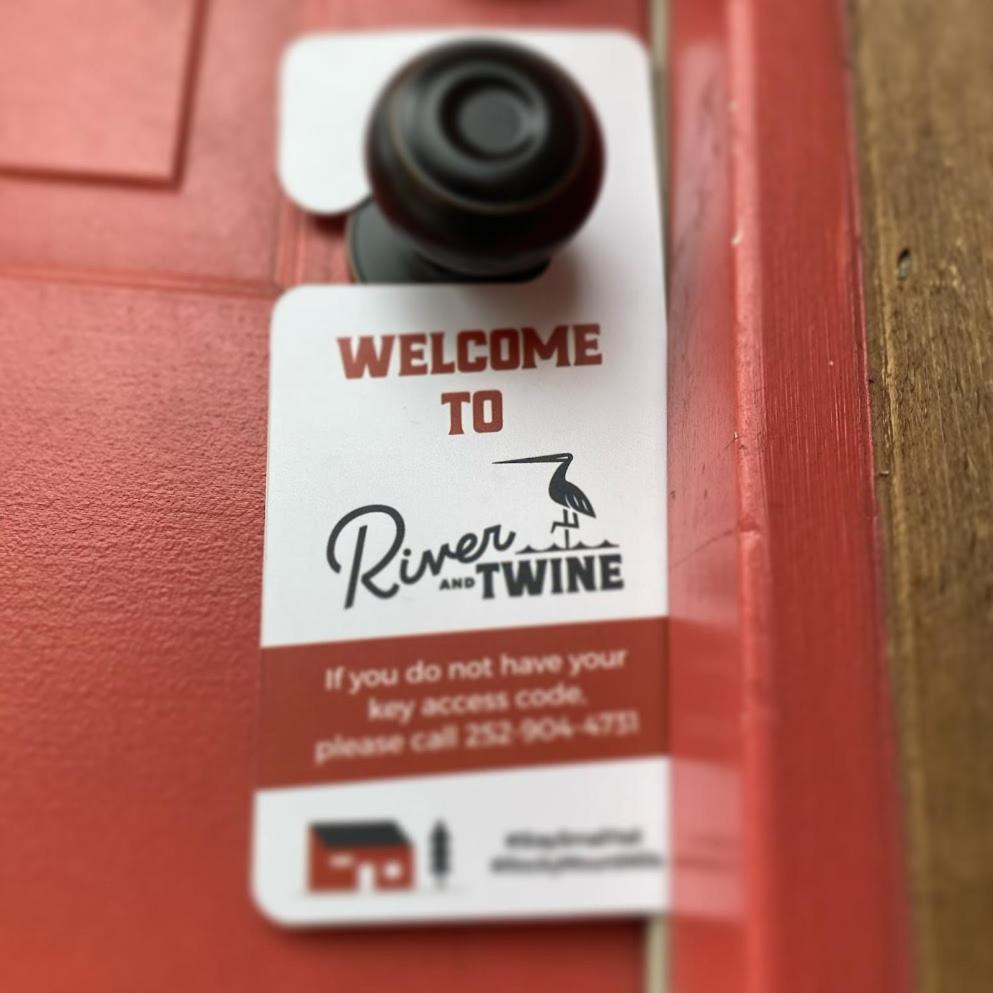 WELCOME
TO
River
AND TWINE
If you do not have your
key access code,
please call 252-904-4731